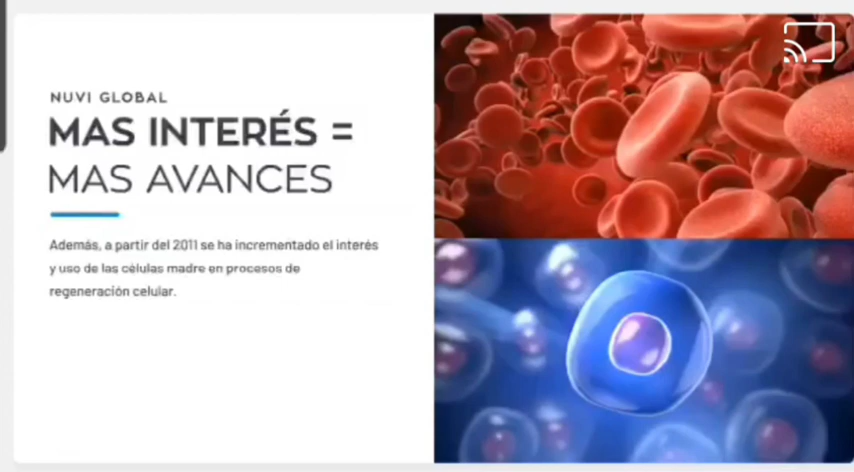 NUVI GLOBAL
MAS INTERÉS =
MAS AVANCES
Además, a partir del 2011 se ha incrementado el interés
y uso de las células madre en procesos de
regeneración celular.